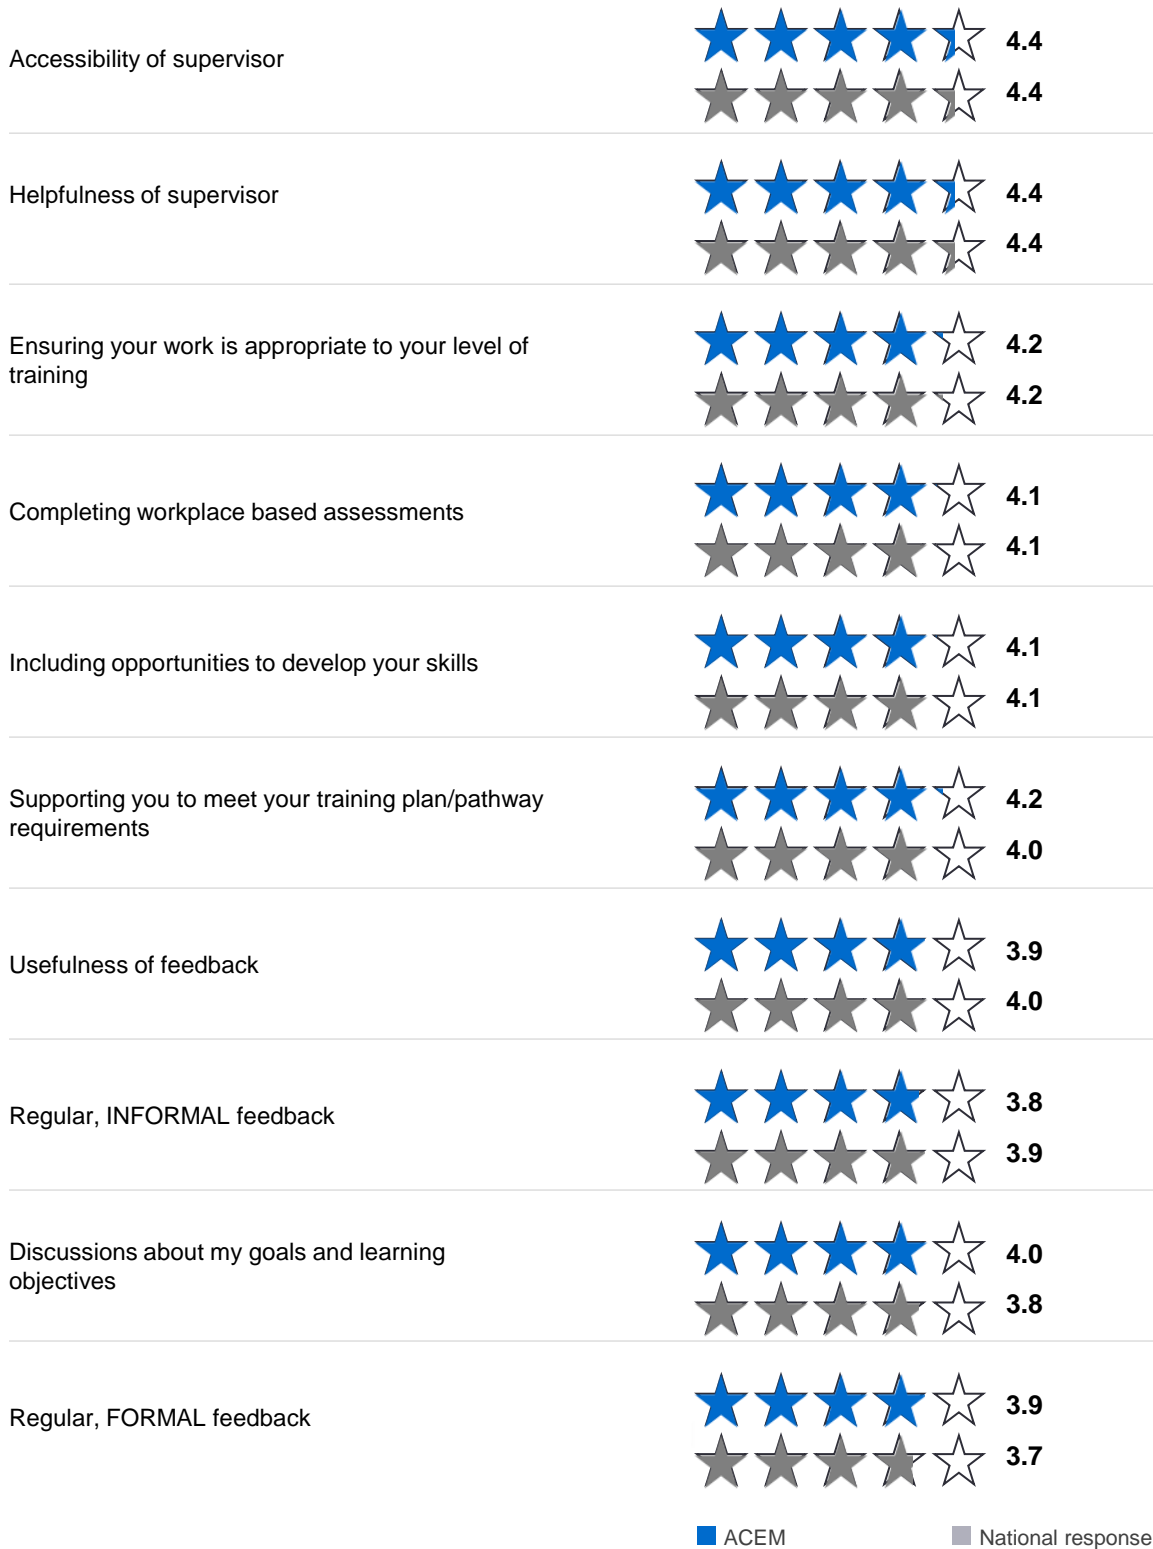 Accessibility of supervisor
4.4
4.4
Helpfulness of supervisor
4.4
4.4
Ensuring your work is appropriate to your level of
training
4.2
4.2
Completing workplace based assessments
4.1
4.1
Including opportunities to develop your skills
4.1
4.1
Supporting you to meet your training plan/pathway
requirements
4.2
4.0
Usefulness of feedback
3.9
4.0
Regular, INFORMAL feedback
3.8
3.9
Discussions about my goals and learning
objectives
4.0
3.8
Regular, FORMAL feedback
3.9
3.7
ACEM National response